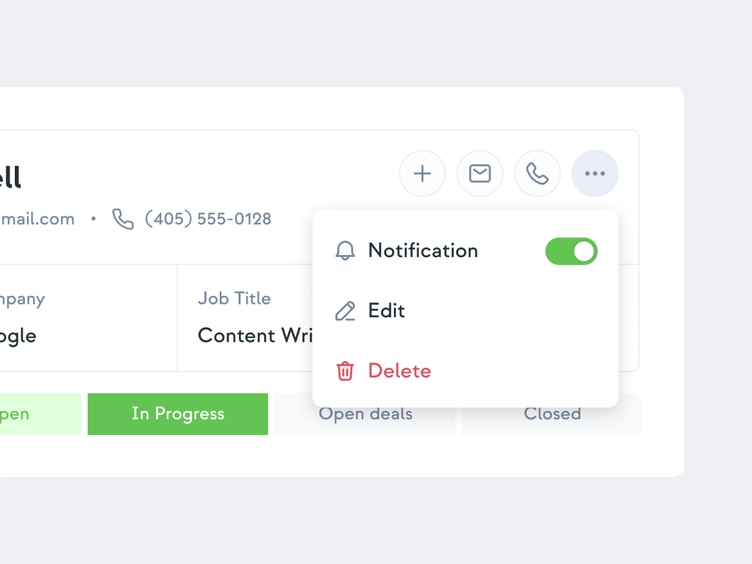 ell
mail.com • (405) 555-0128
Notification
mpany
Job Title
Edit
ogle
Content Wri
Delete
pen
In Progress
Open deals
Closed